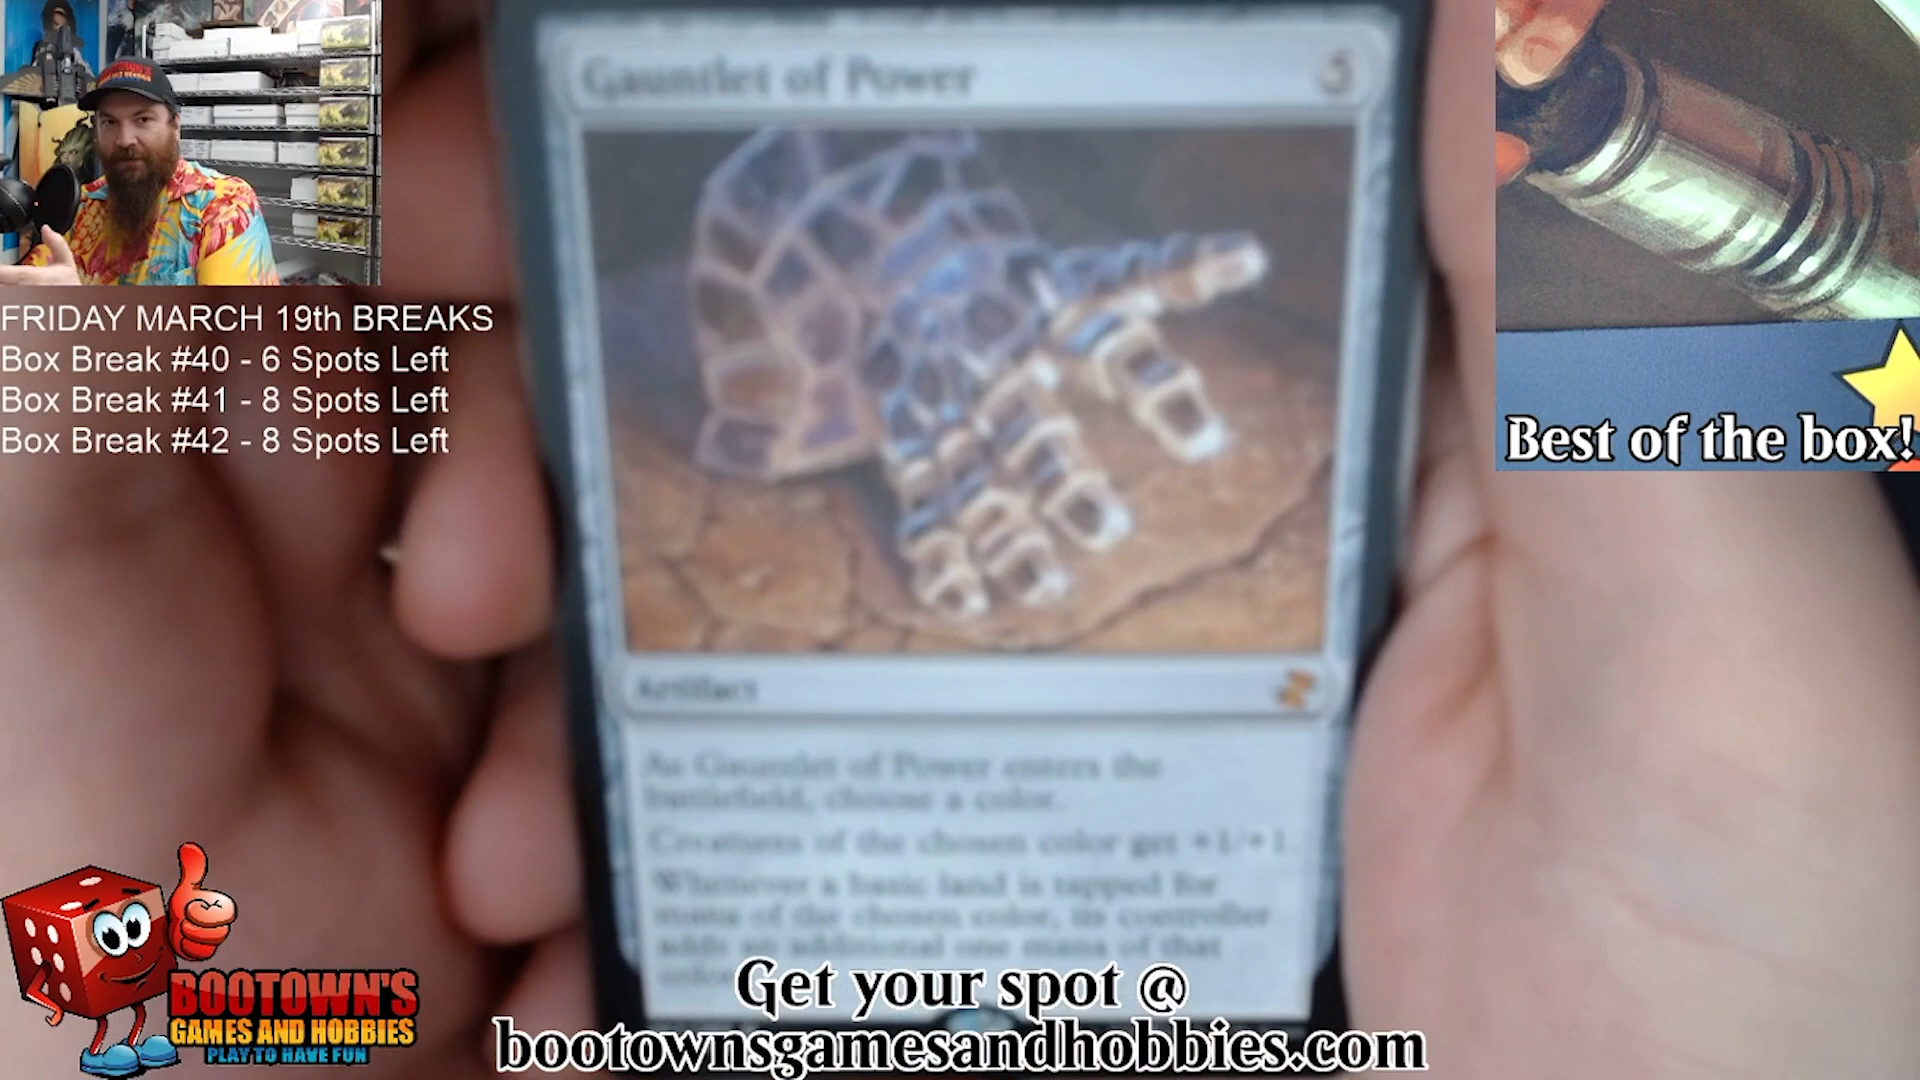 FRIDAY MARCH 19th BREAKS
Box Break #40 - 6 Spots Left
Box Break #41 - 8 Spots Left
Box Break #42 - 8 Spots Left
Gauntlet of Power 5
Artifact
As Gauntlet of Power enters the
battlefield, choose a color.
Creatures of the chosen color get +1/+1.
Whenever a basic land is tapped for
mana of the chosen color, its controller
adds an additional one mana of that
color
Best of the box!
BOOTOWN'S
GAMES AND HOBBIES
PLAY TO HAVE FUN
Get your spot @
bootownsgamesandhobbies.com